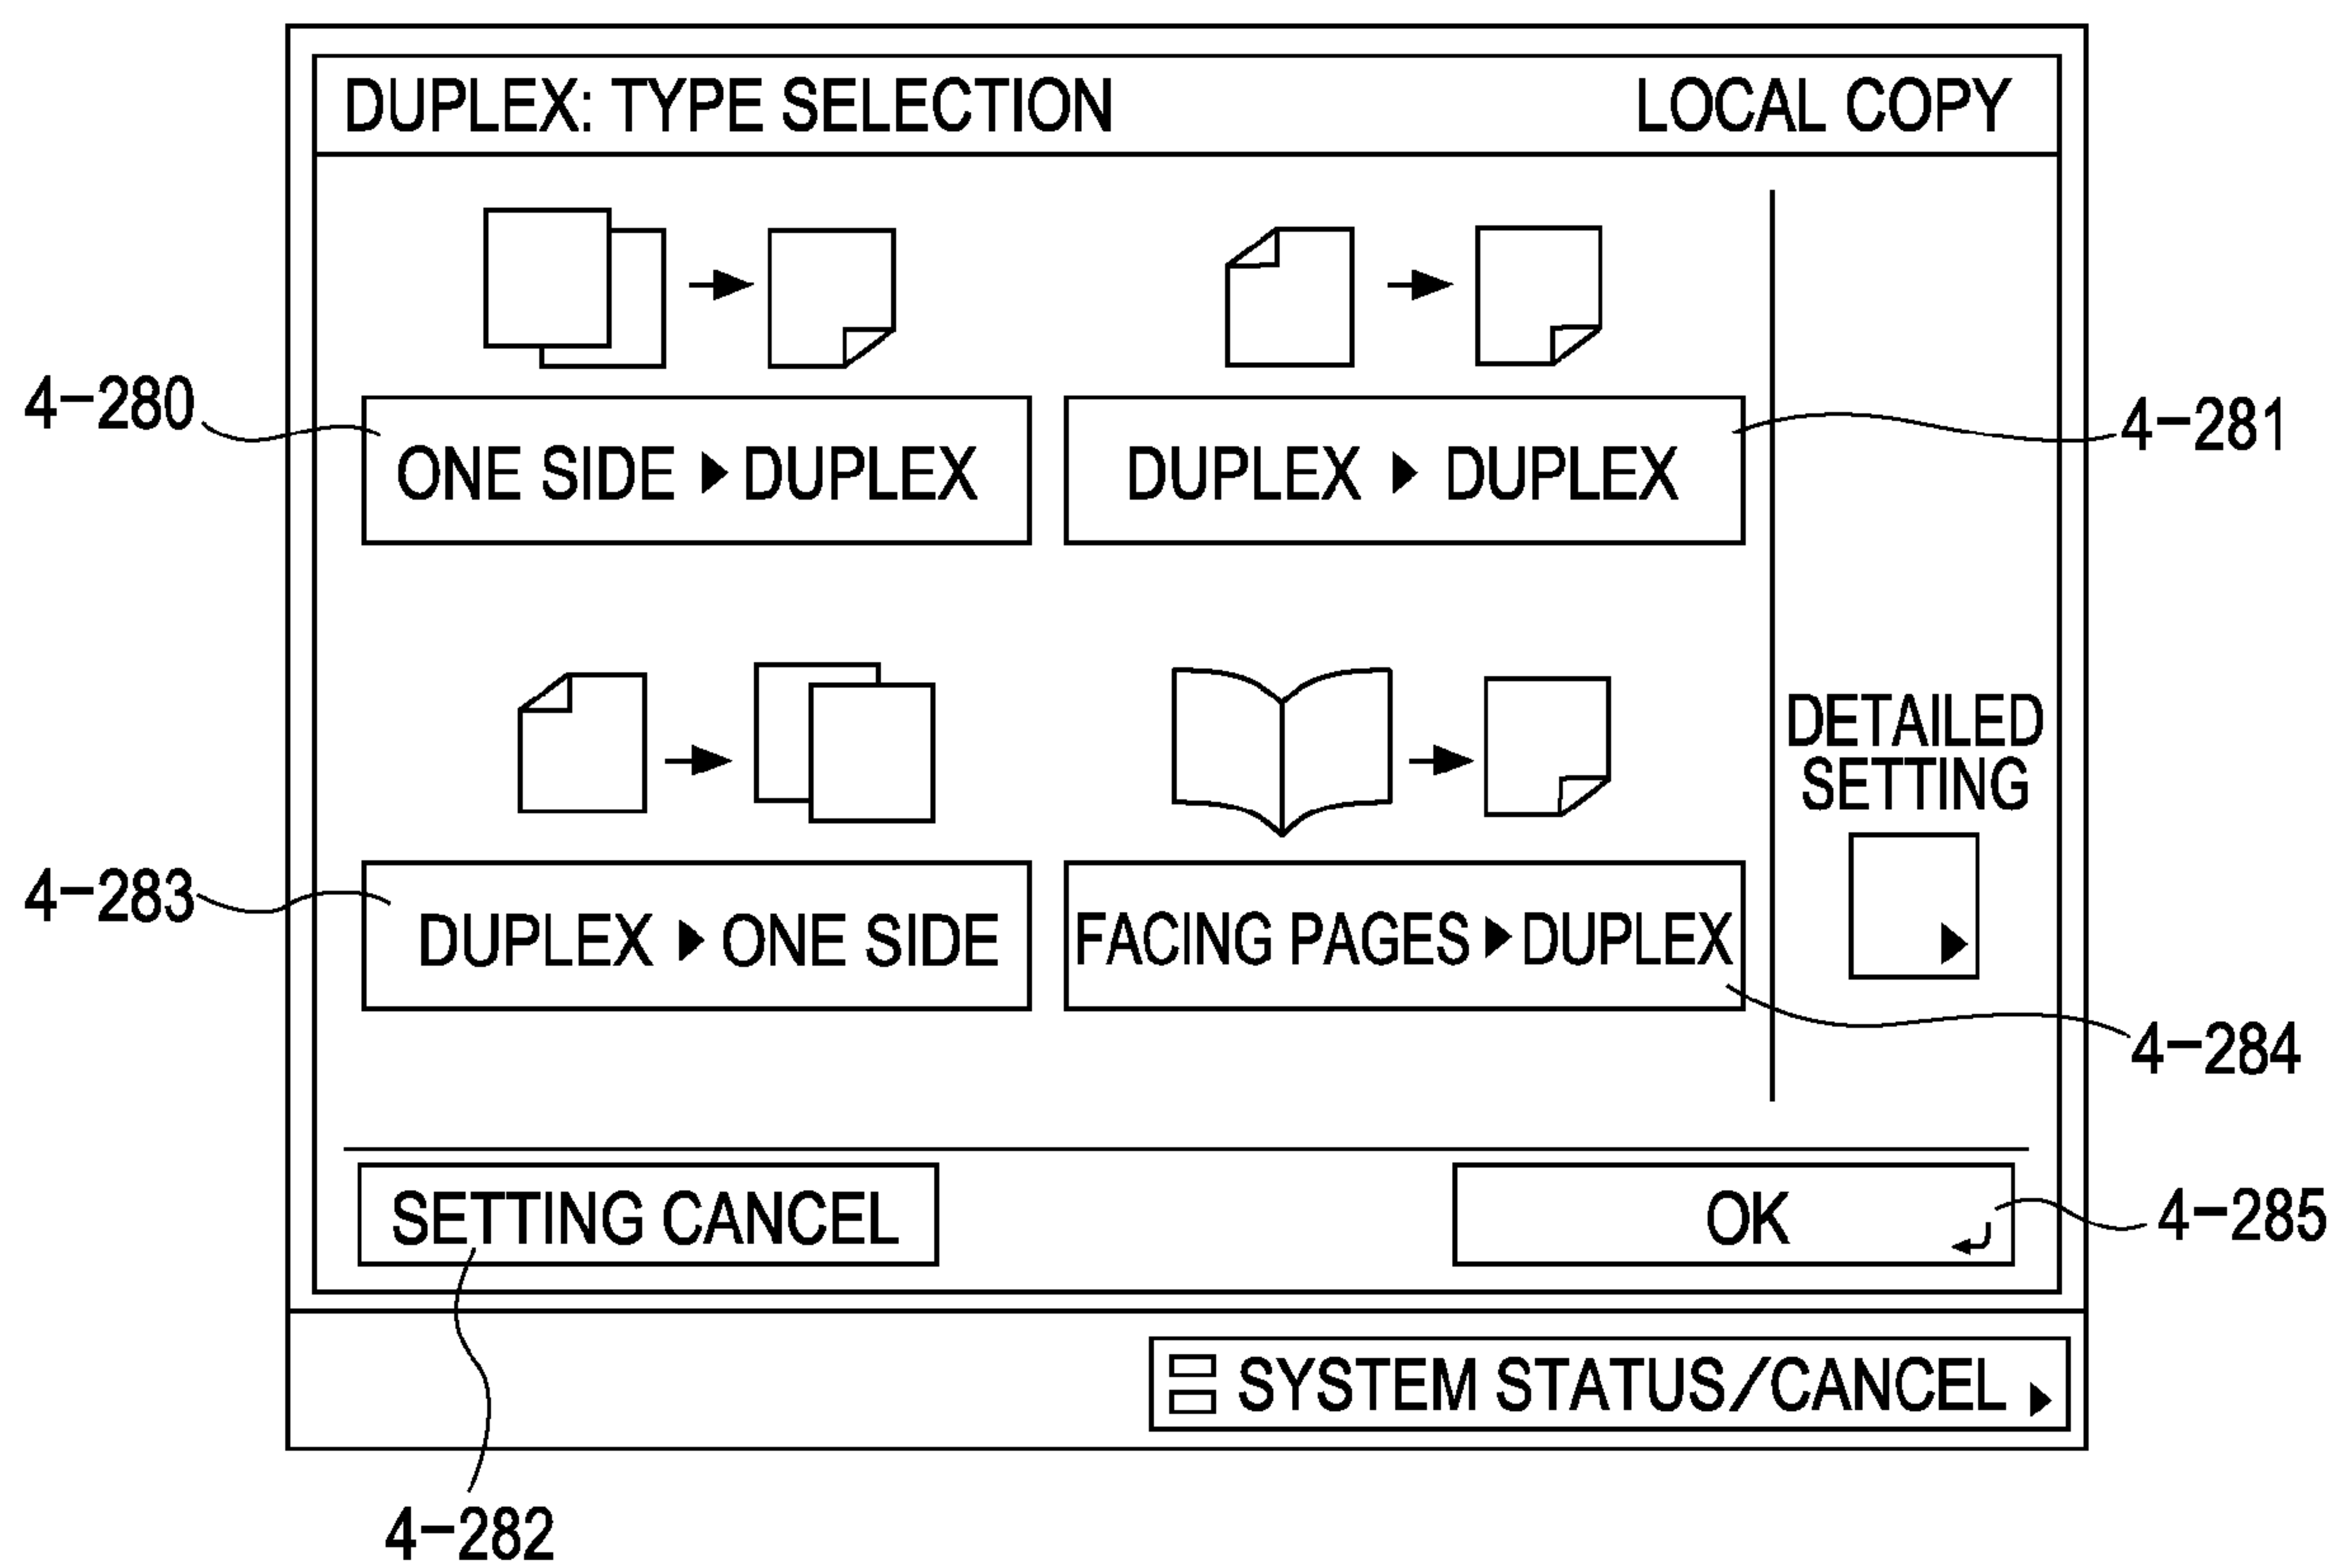 DUPLEX: TYPE SELECTION LOCAL COPY
4-280
ONE SIDE ▶ DUPLEX
DUPLEX ▶ DUPLEX
4-281
4-283
DUPLEX ▶ ONE SIDE
FACING PAGES ▶ DUPLEX
4-284
DETAILED
SETTING
SETTING CANCEL
OK
4-285
SYSTEM STATUS/CANCEL ▶
4-282